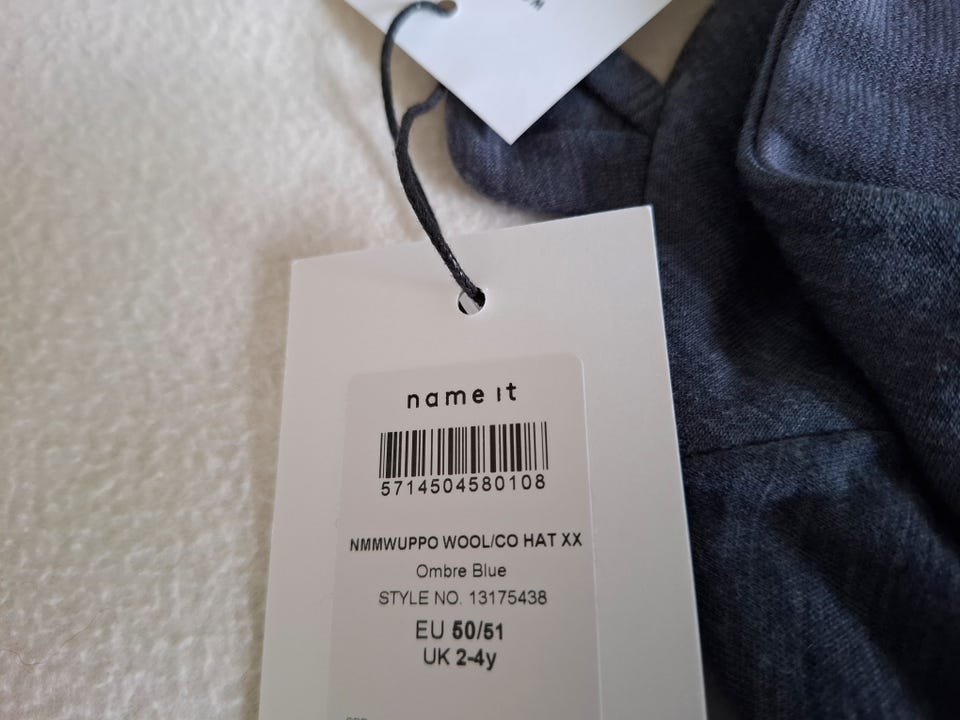 name it
5714504580108
NMMWUPPO WOOL/CO HAT XX
Ombre Blue
STYLE NO. 13175438
EU 50/51
UK 2-4y